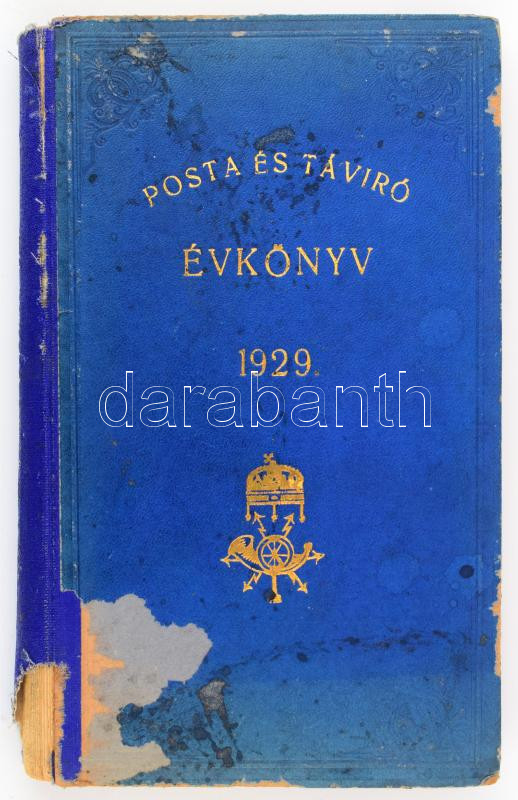 POSTA ÉS TÁVIRÓ
ÉVKÖNYV
1929.
darabanth